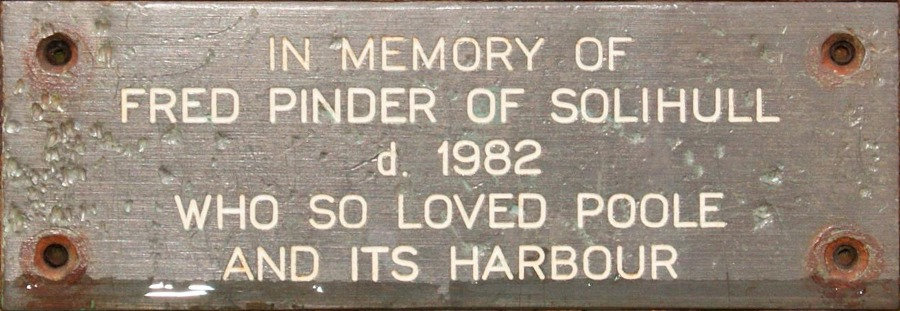 IN MEMORY OF
FRED PINDER OF SOLIHULL
d. 1982
WHO SO LOVED POOLE
AND ITS HARBOUR